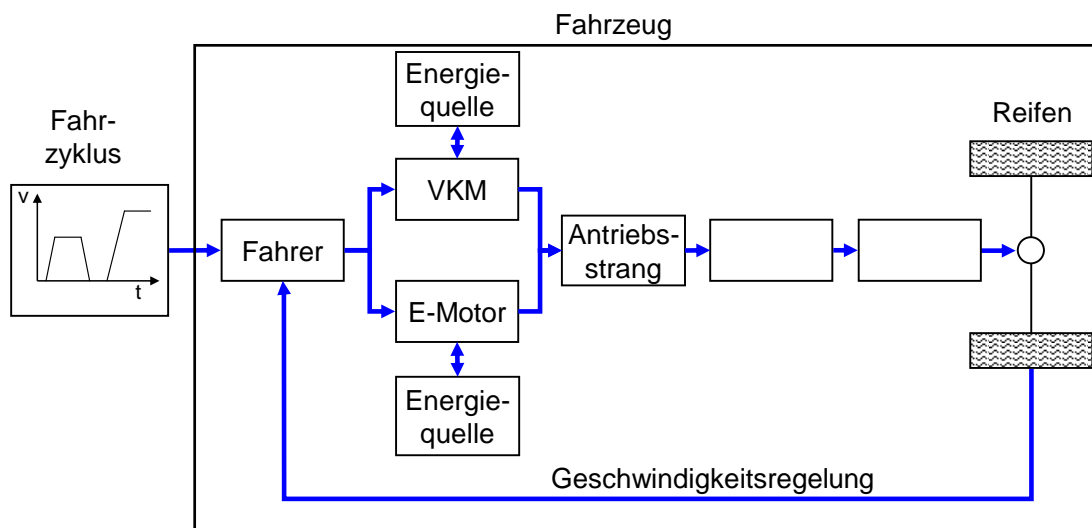 Fahrzeug
Fahr-
zyklus
v
t
Fahrer
Energie-
quelle
VKM
E-Motor
Energie-
quelle
Antriebs-
strang
Reifen
Geschwindigkeitsregelung